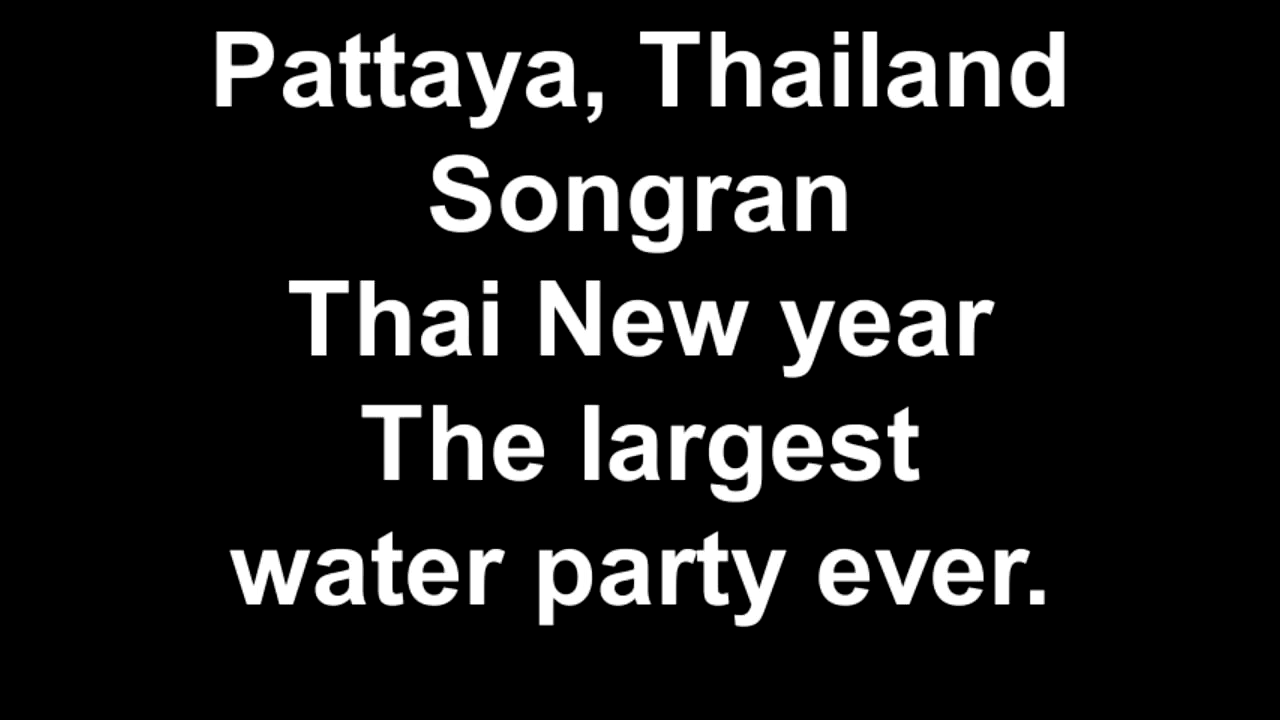 Pattaya, Thailand
Songran
Thai New year
The largest
water party ever.